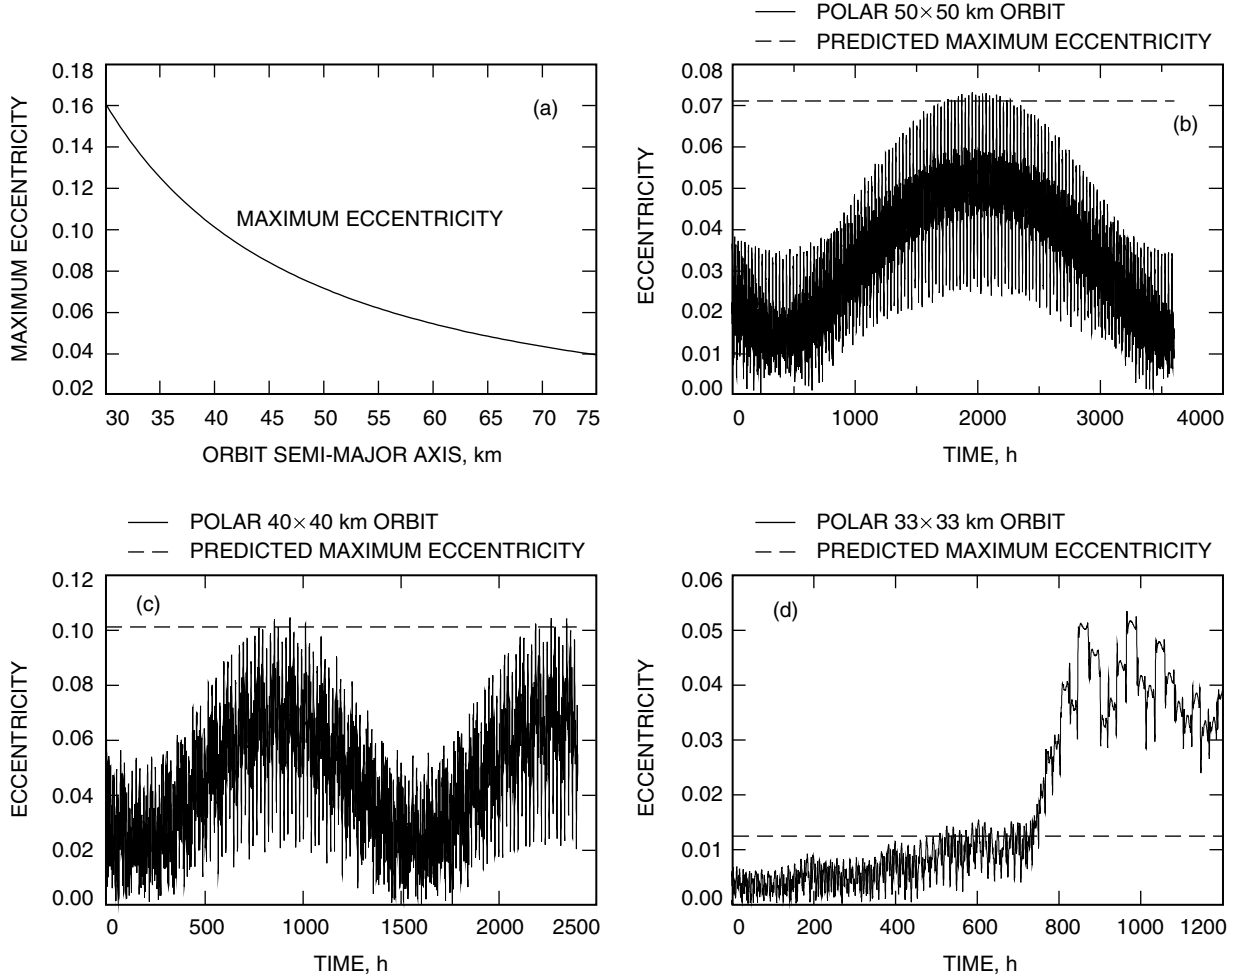 POLAR 50× 50 km ORBIT
PREDICTED MAXIMUM ECCENTRICITY
MAXIMUM ECCENTRICITY
0.18
0.16
0.14
0.12
0.10
0.08
0.06
0.04
0.02
(a)
MAXIMUM ECCENTRICITY
30 35 40 45 50 55 60 65 70 75
ORBIT SEMI-MAJOR AXIS, km
ECCENTRICITY
0.08
0.07
0.06
0.05
0.04
0.03
0.02
0.01
0.00
(b)
0 1000 2000 3000 4000
TIME, h
POLAR 40× 40 km ORBIT
PREDICTED MAXIMUM ECCENTRICITY
ECCENTRICITY
0.12
0.10
0.08
0.06
0.04
0.02
0.00
(c)
0 500 1000 1500 2000 2500
TIME, h
POLAR 33× 33 km ORBIT
PREDICTED MAXIMUM ECCENTRICITY
ECCENTRICITY
0.06
0.05
0.04
0.03
0.02
0.01
0.00
(d)
0 200 400 600 800 1000 1200
TIME, h